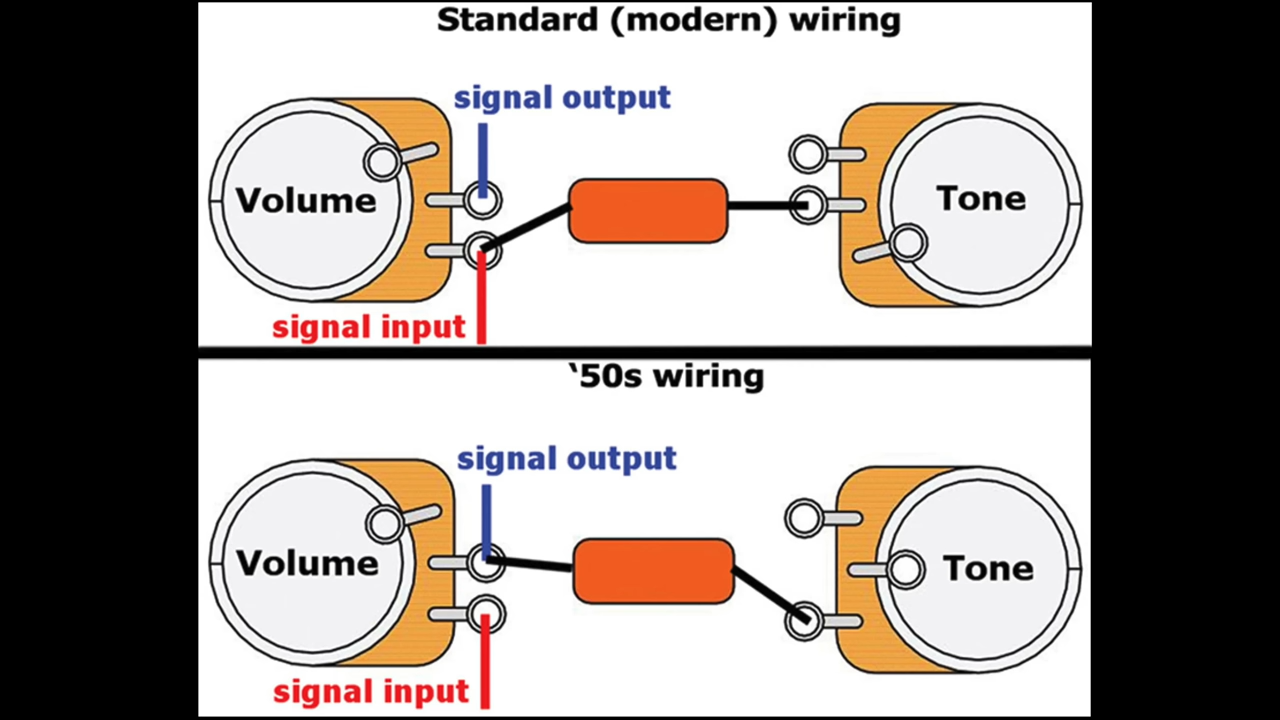 Standard (modern) wiring
signal output
Volume
Tone
signal input
‘50s wiring
signal output
Volume
Tone
signal input